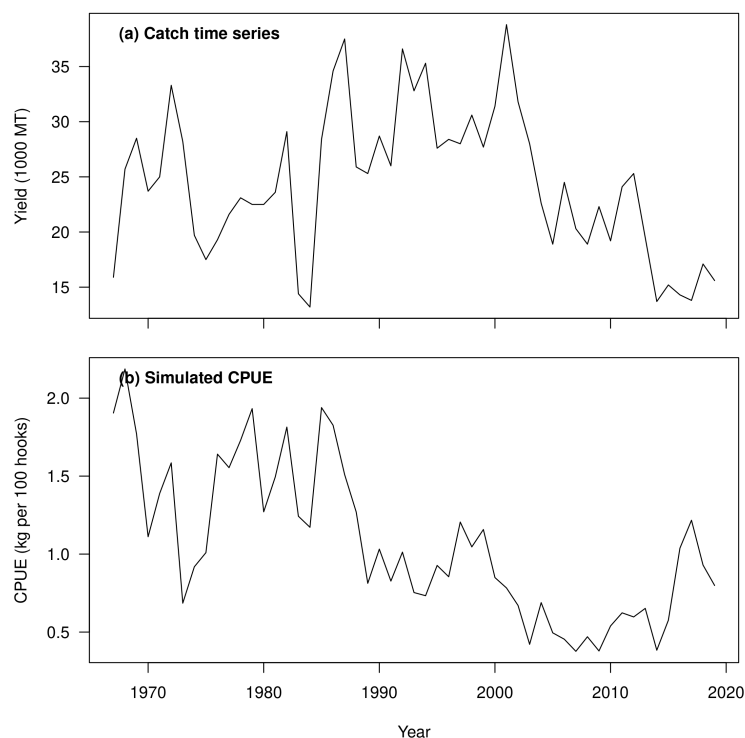 (a) Catch time series
35
30
25
20
15
Yield (1000 MT)
(b) Simulated CPUE
2.0
1.5
1.0
0.5
CPUE (kg per 100 hooks)
1970 1980 1990 2000 2010 2020
Year